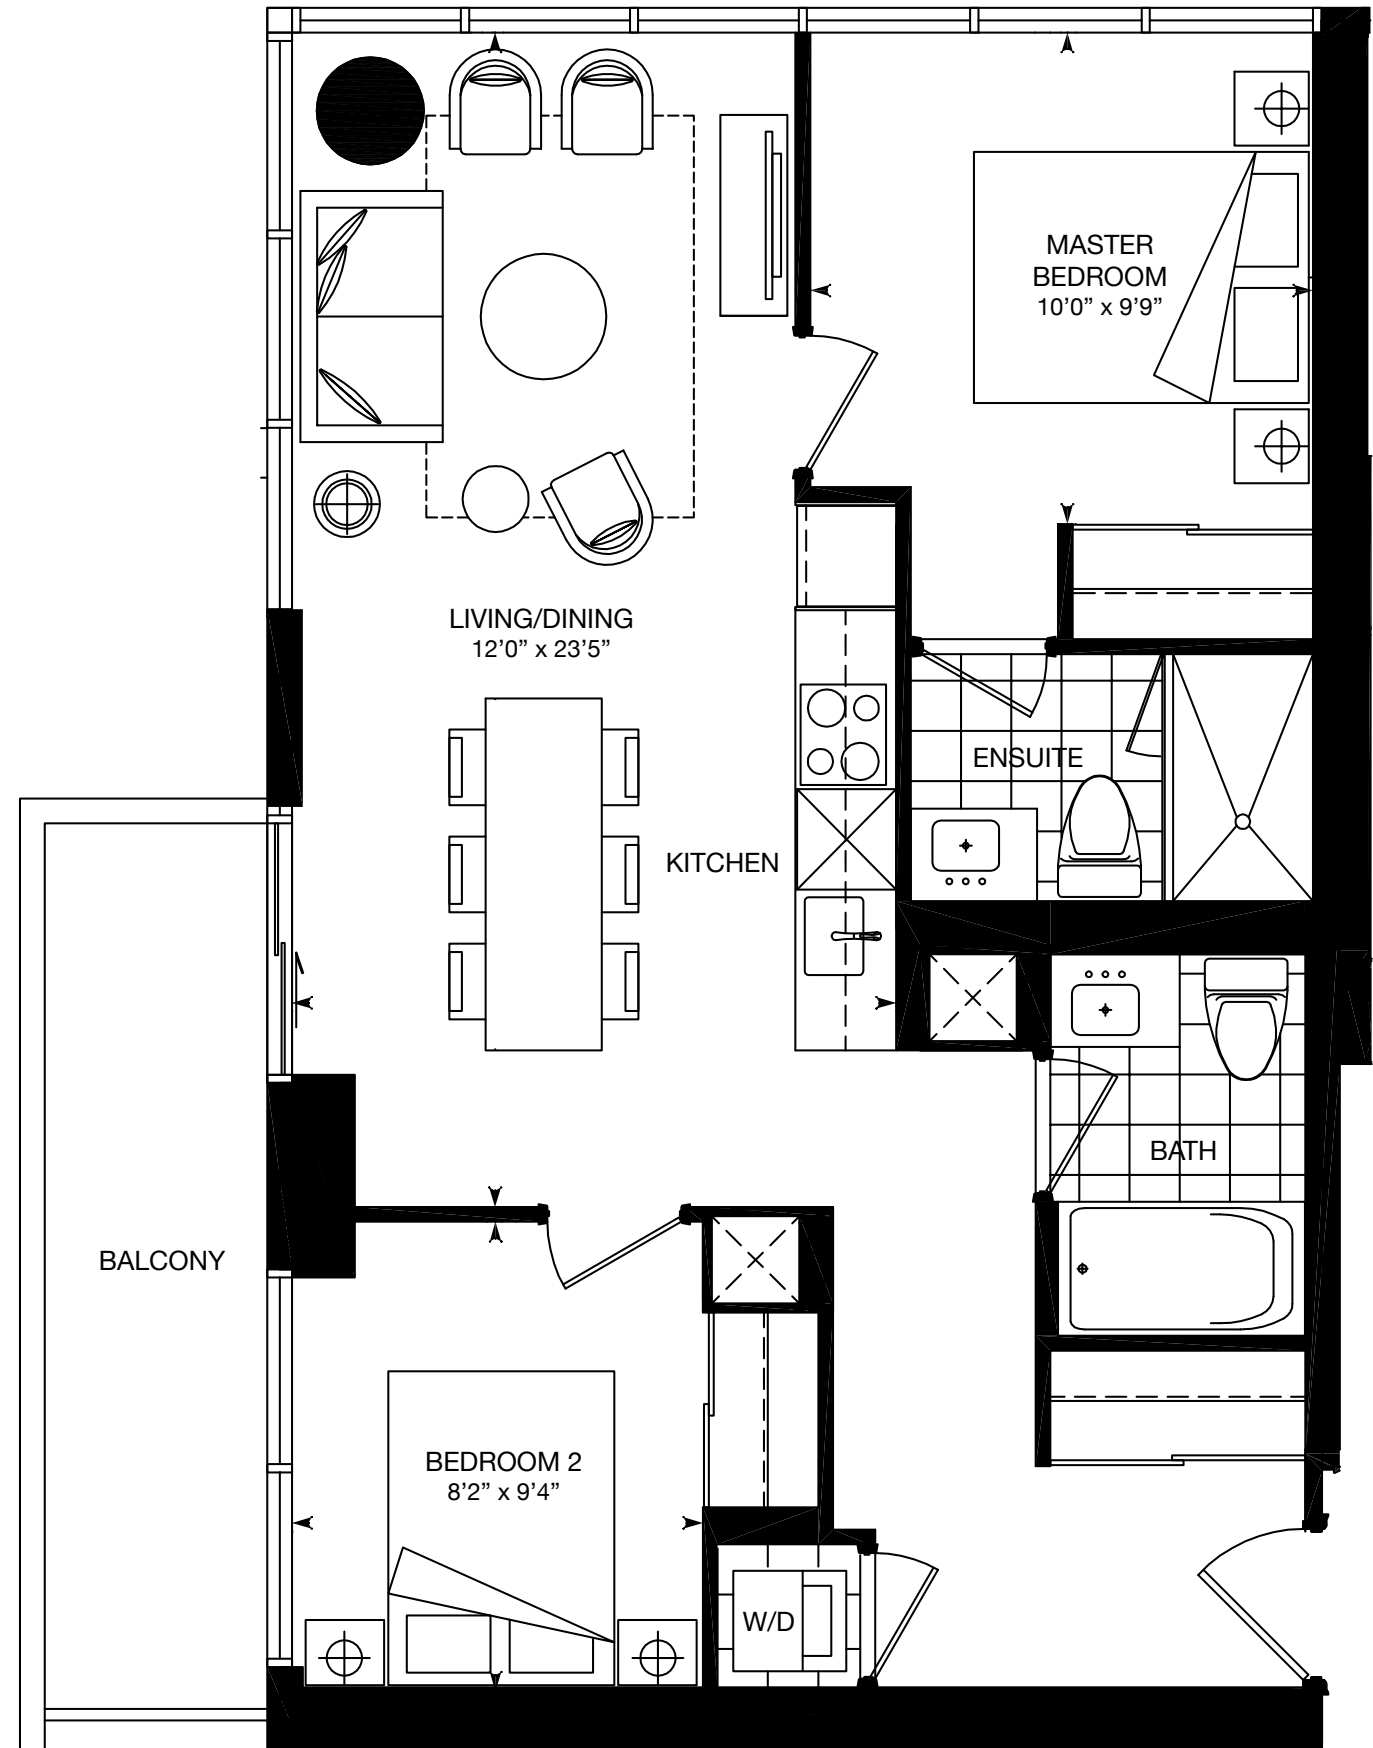 MASTER
BEDROOM
10’0” x 9’9”
LIVING/DINING
12’0” x 23’5”
ENSUITE
KITCHEN
BATH
BALCONY
BEDROOM 2
8’2” x 9’4”
W/D